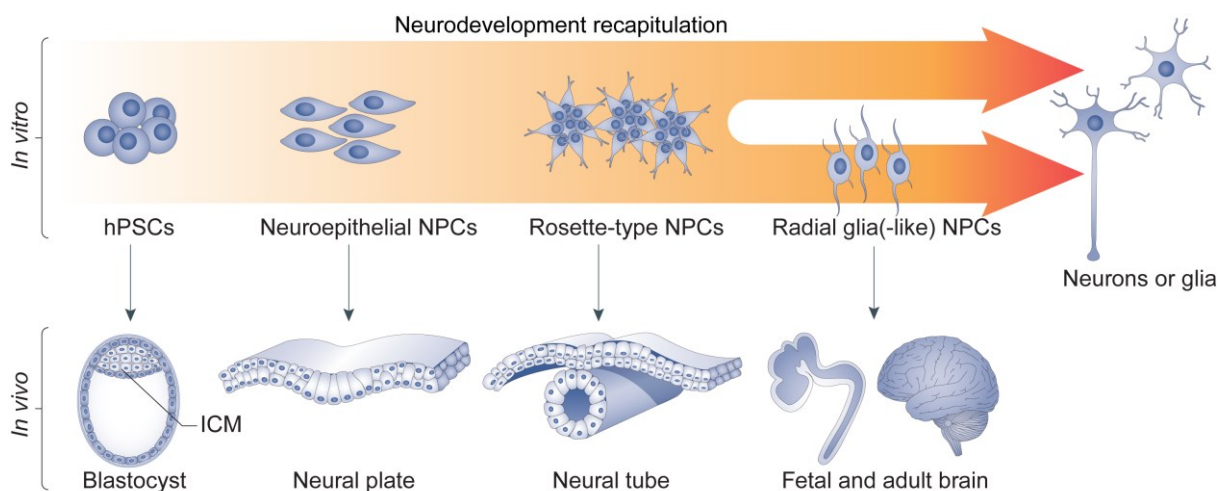 Neurodevelopment recapitulation
In vitro
hPSCs
Neuroepithelial NPCs
Rosette-type NPCs
Radial glia(-like) NPCs
Neurons or glia
In vivo
ICM
Blastocyst
Neural plate
Neural tube
Fetal and adult brain